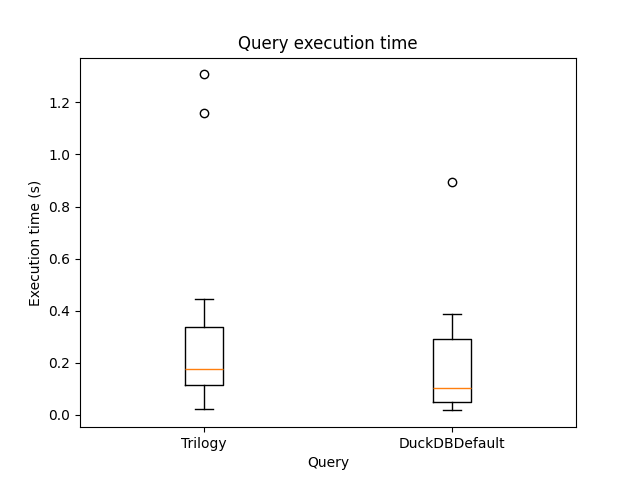 Query execution time
Execution time (s)
1.2
1.0
0.8
0.6
0.4
0.2
0.0
Trilogy
DuckDBDefault
Query